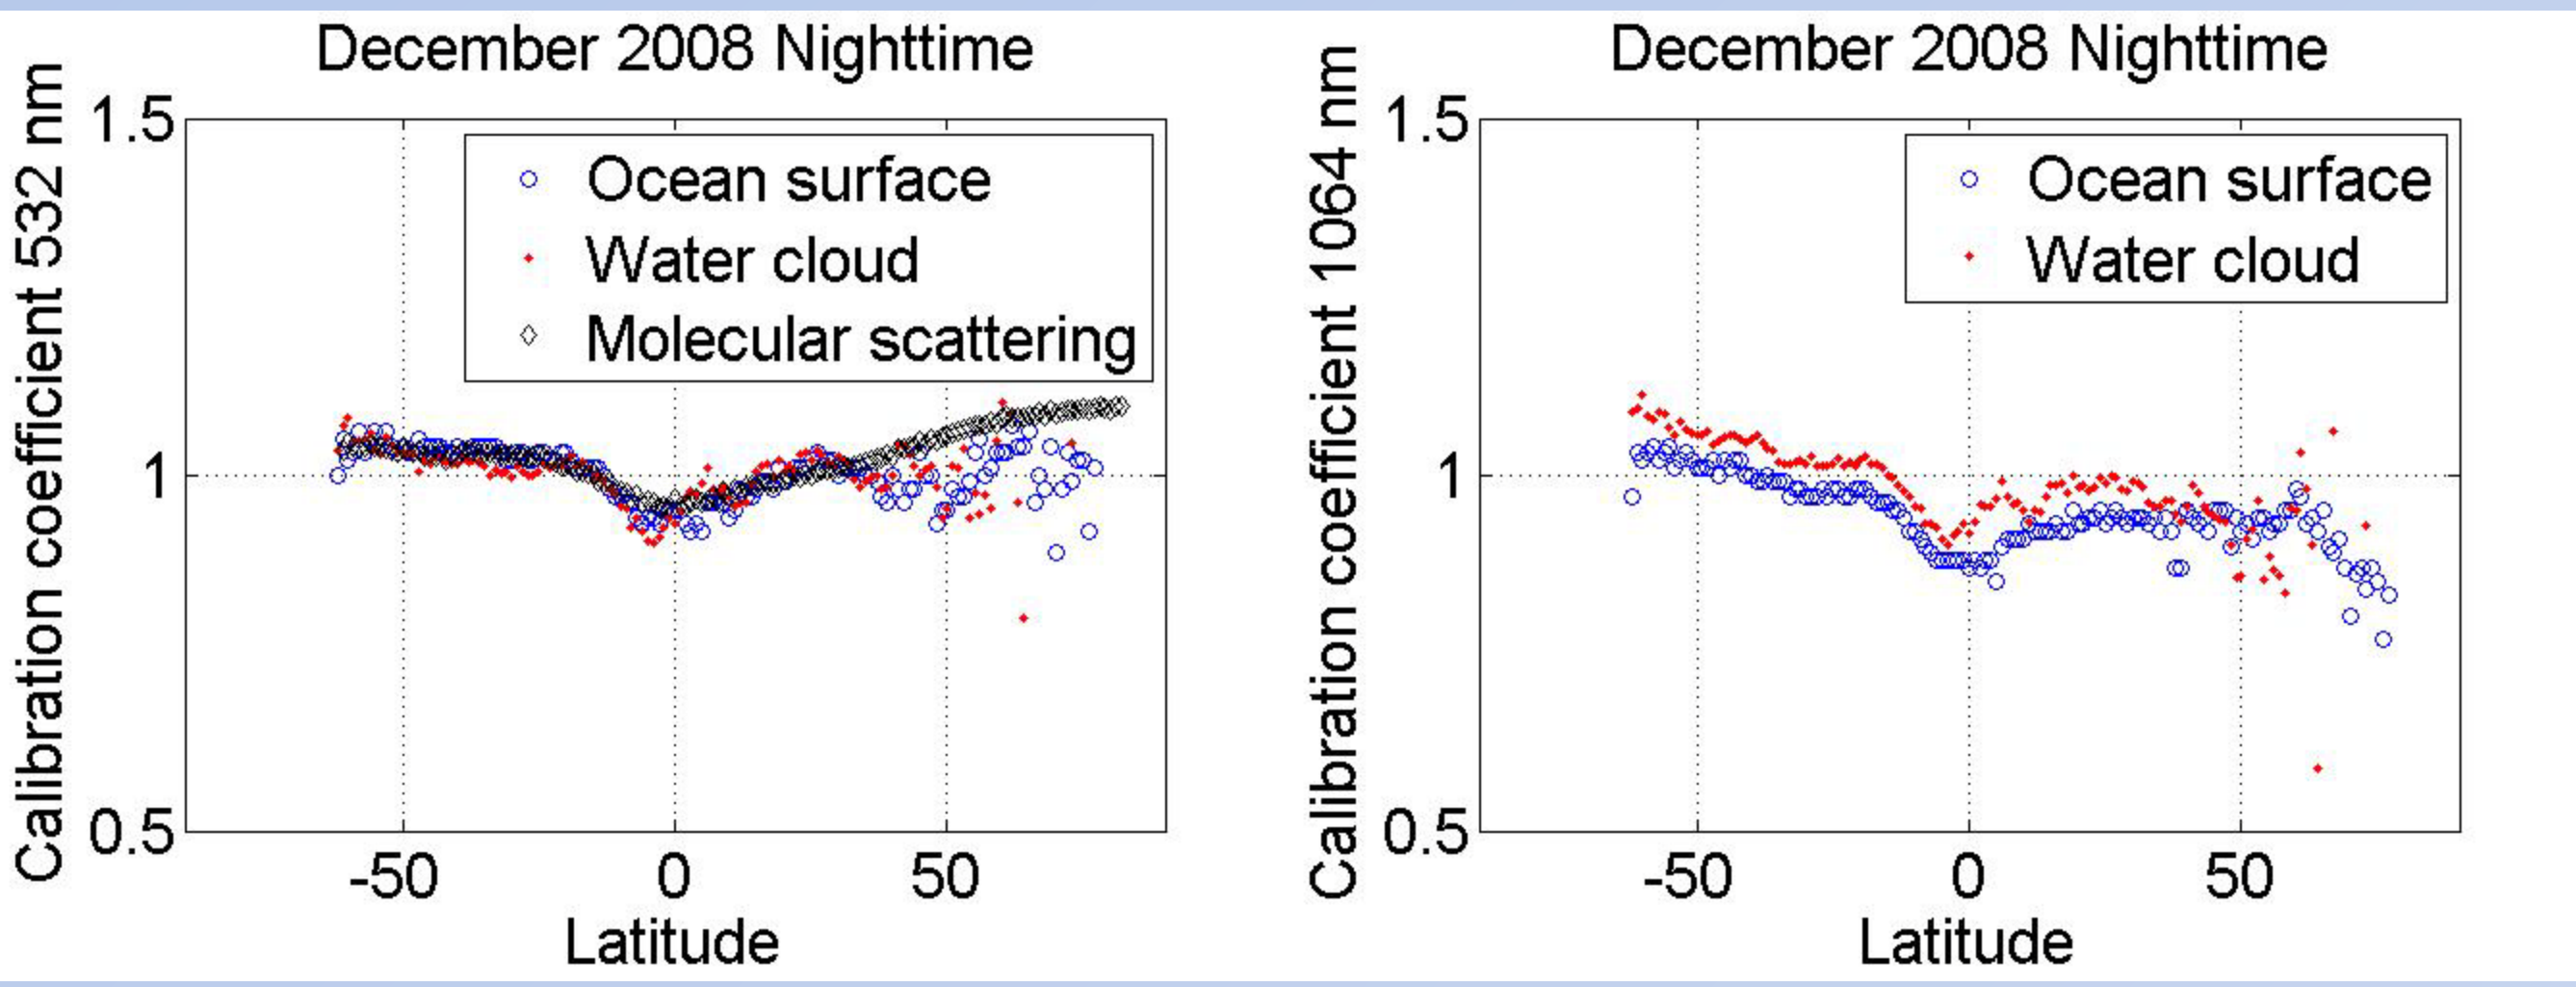 December 2008 Nighttime
Calibration coefficient 532 nm
1.5
1
0.5
Ocean surface
Water cloud
Molecular scattering
-50 0 50
Latitude
December 2008 Nighttime
Calibration coefficient 1064 nm
1.5
1
0.5
Ocean surface
Water cloud
-50 0 50
Latitude